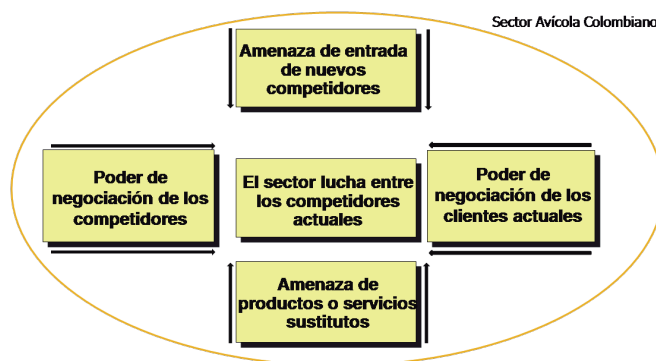 Sector Avícola Colombiano
Amenaza de entrada
de nuevos
competidores
Poder de
negociación de los
competidores
El sector lucha entre
los competidores
actuales
Poder de
negociación de los
clientes actuales
Amenaza de
productos o servicios
sustitutos